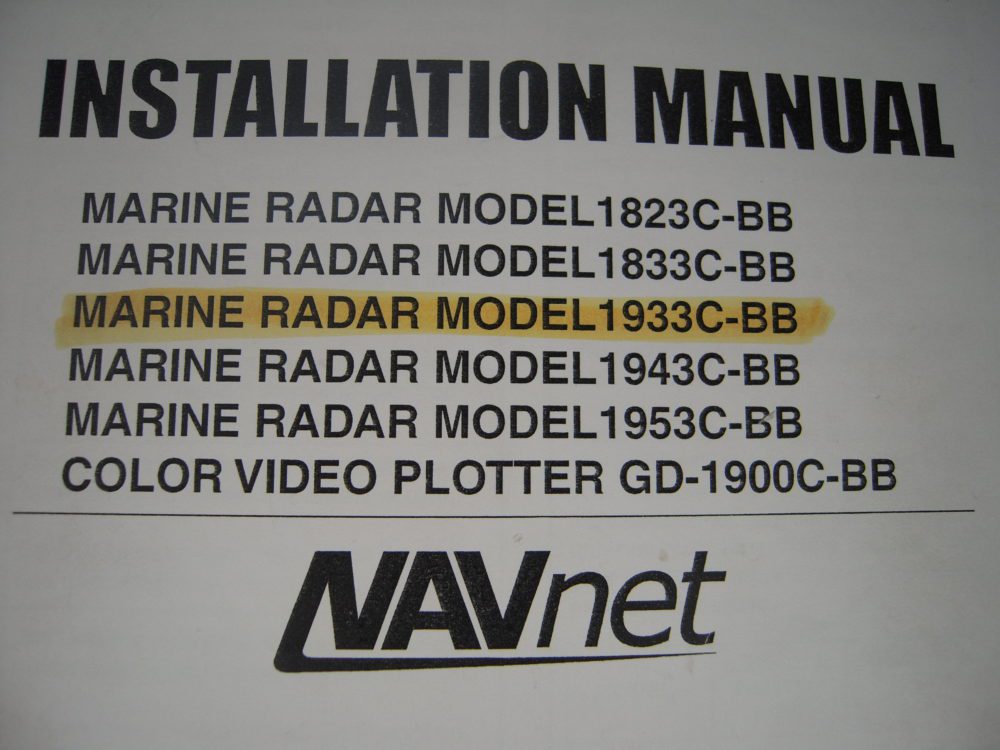 INSTALLATION MANUAL
MARINE RADAR MODEL1823C-BB
MARINE RADAR MODEL1833C-BB
MARINE RADAR MODEL1933C-BB
MARINE RADAR MODEL1943C-BB
MARINE RADAR MODEL1953C-BB
COLOR VIDEO PLOTTER GD-1900C-BB
NAVnet